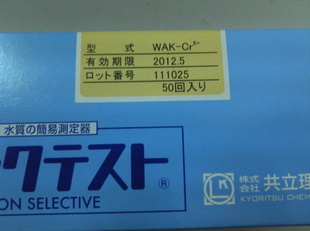 型 式 WAK-Cr⁶⁺
有効期限 2012.5
ロット番号 111025
50回入り
水質の簡易測定器
ックテスト®
ON SELECTIVE
株式会社 共立理
KYORITSU CHEM